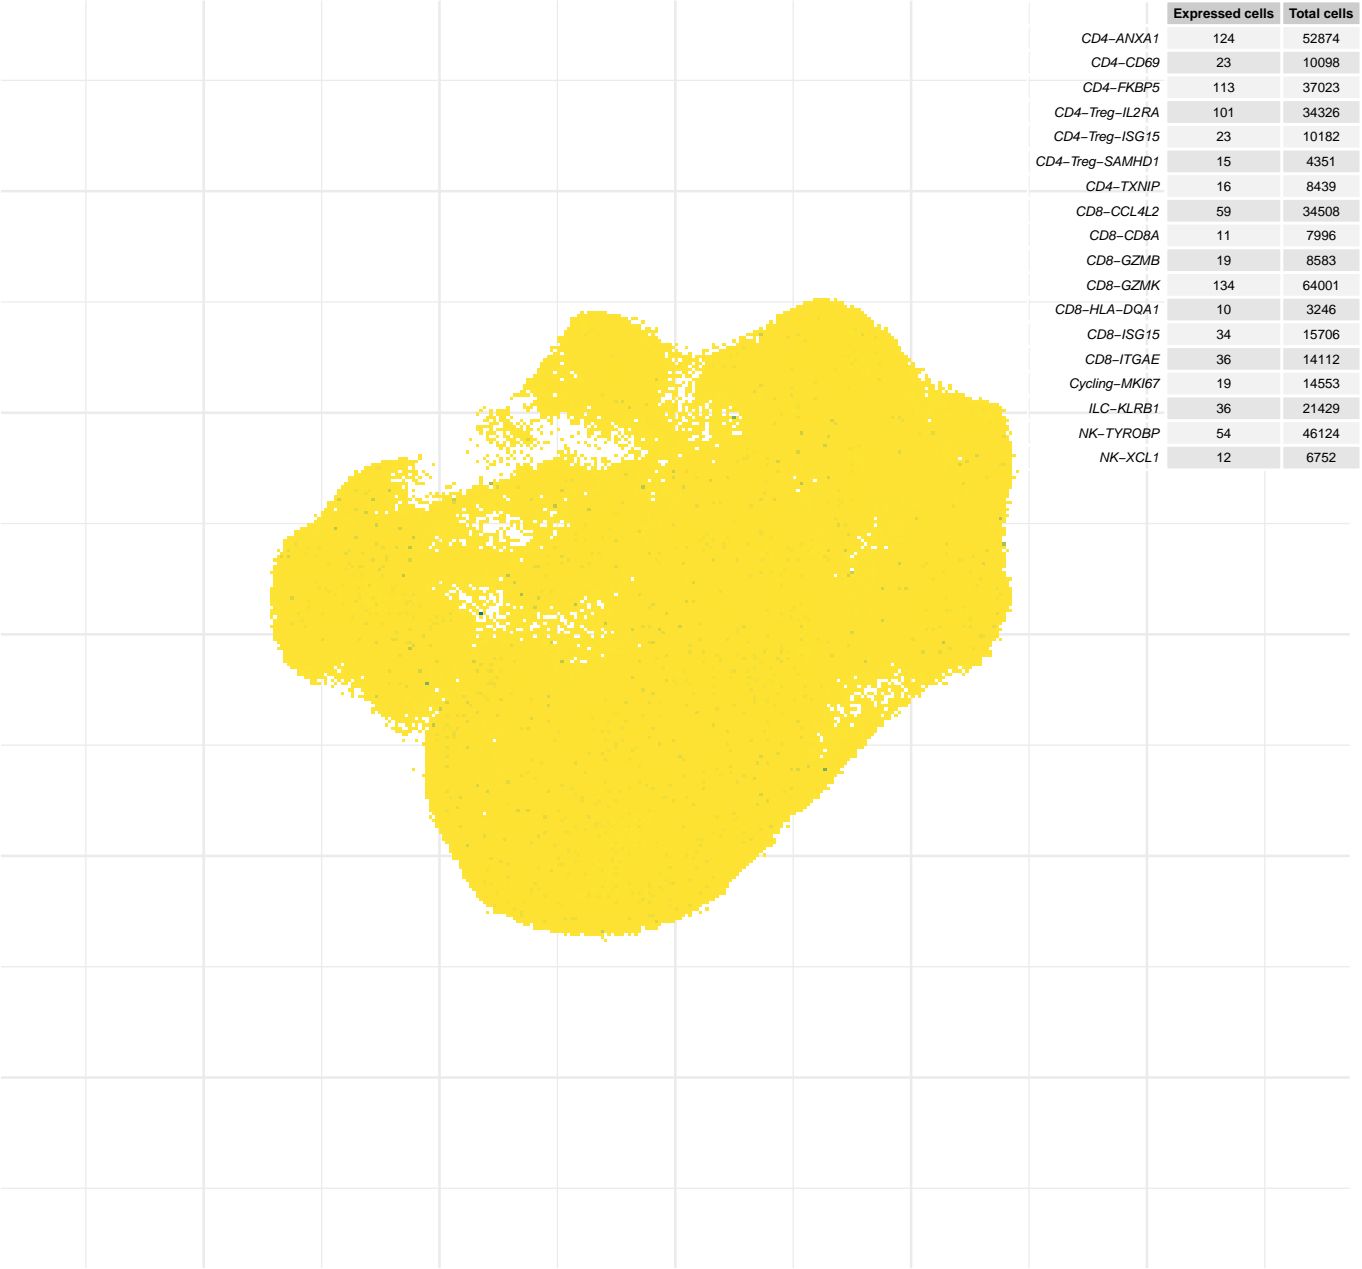 Expressed cells Total cells
CD4−ANXA1 124 52874
CD4−CD69 23 10098
CD4−FKBP5 113 37023
CD4−Treg−IL2RA 101 34326
CD4−Treg−ISG15 23 10182
CD4−Treg−SAMHD1 15 4351
CD4−TXNIP 16 8439
CD8−CCL4L2 59 34508
CD8−CD8A 11 7996
CD8−GZMB 19 8583
CD8−GZMK 134 64001
CD8−HLA−DQA1 10 3246
CD8−ISG15 34 15706
CD8−ITGAE 36 14112
Cycling−MKI67 19 14553
ILC−KLRB1 36 21429
NK−TYROBP 54 46124
NK−XCL1 12 6752